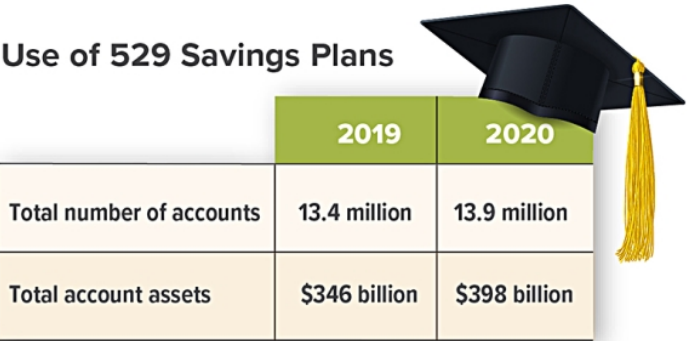 Use of 529 Savings Plans
2019 2020
Total number of accounts 13.4 million 13.9 million
Total account assets $346 billion $398 billion